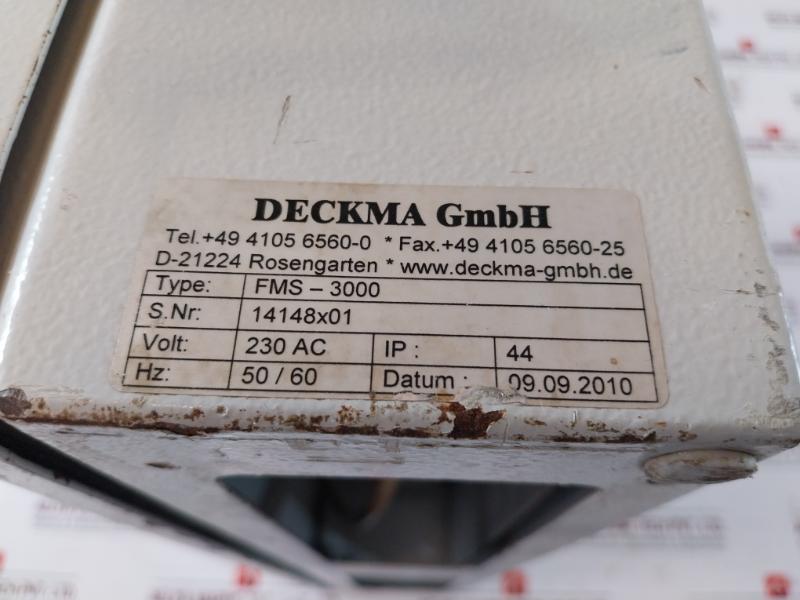 DECKMA GmbH
Tel.+49 4105 6560-0 * Fax.+49 4105 6560-25
D-21224 Rosengarten * www.deckma-gmbh.de
Type: FMS – 3000
S.Nr: 14148x01
Volt: 230 AC IP : 44
Hz: 50 / 60 Datum : 09.09.2010